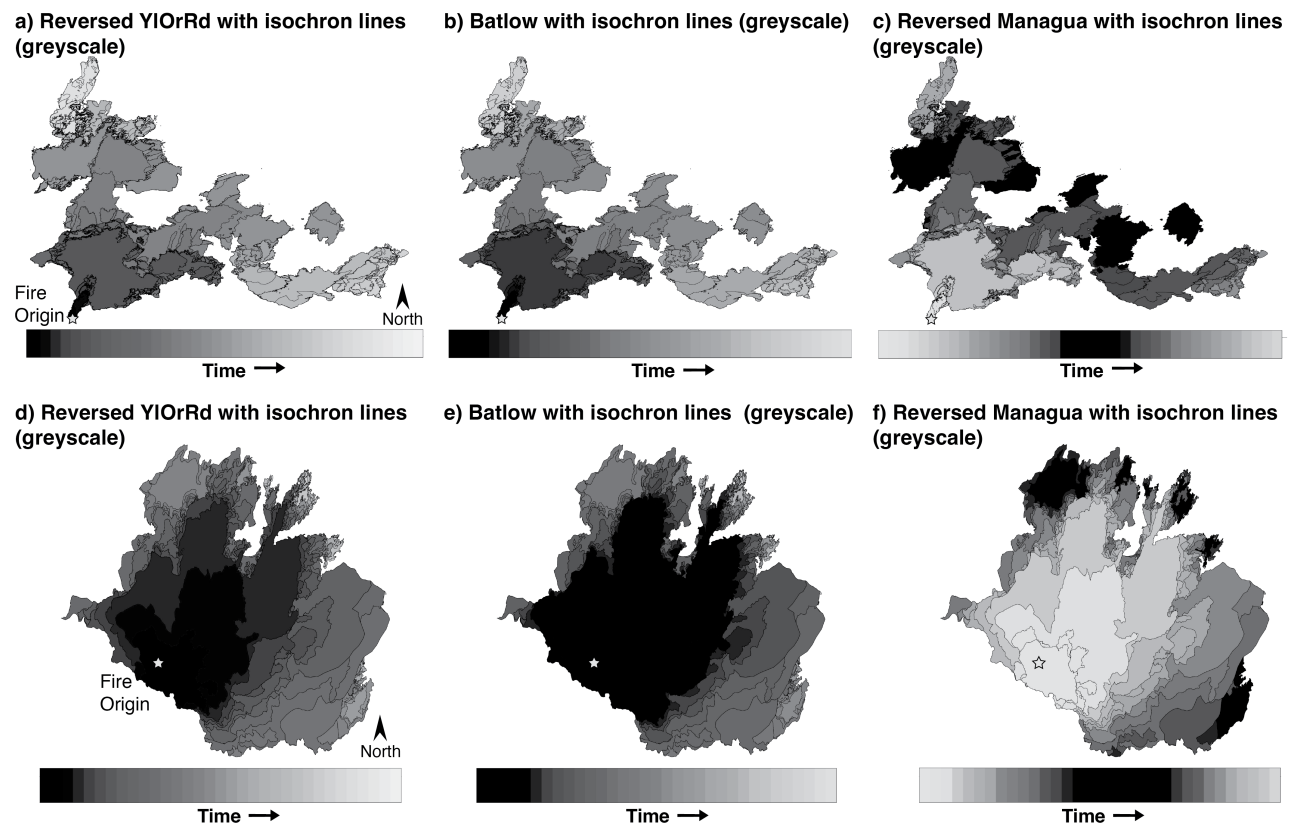 a) Reversed YlOrRd with isochron lines
(greyscale)
b) Batlow with isochron lines (greyscale)
c) Reversed Managua with isochron lines
(greyscale)
Fire
Origin
North
Time
Time
Time
d) Reversed YlOrRd with isochron lines
(greyscale)
e) Batlow with isochron lines (greyscale)
f) Reversed Managua with isochron lines
(greyscale)
Fire
Origin
North
Time
Time
Time